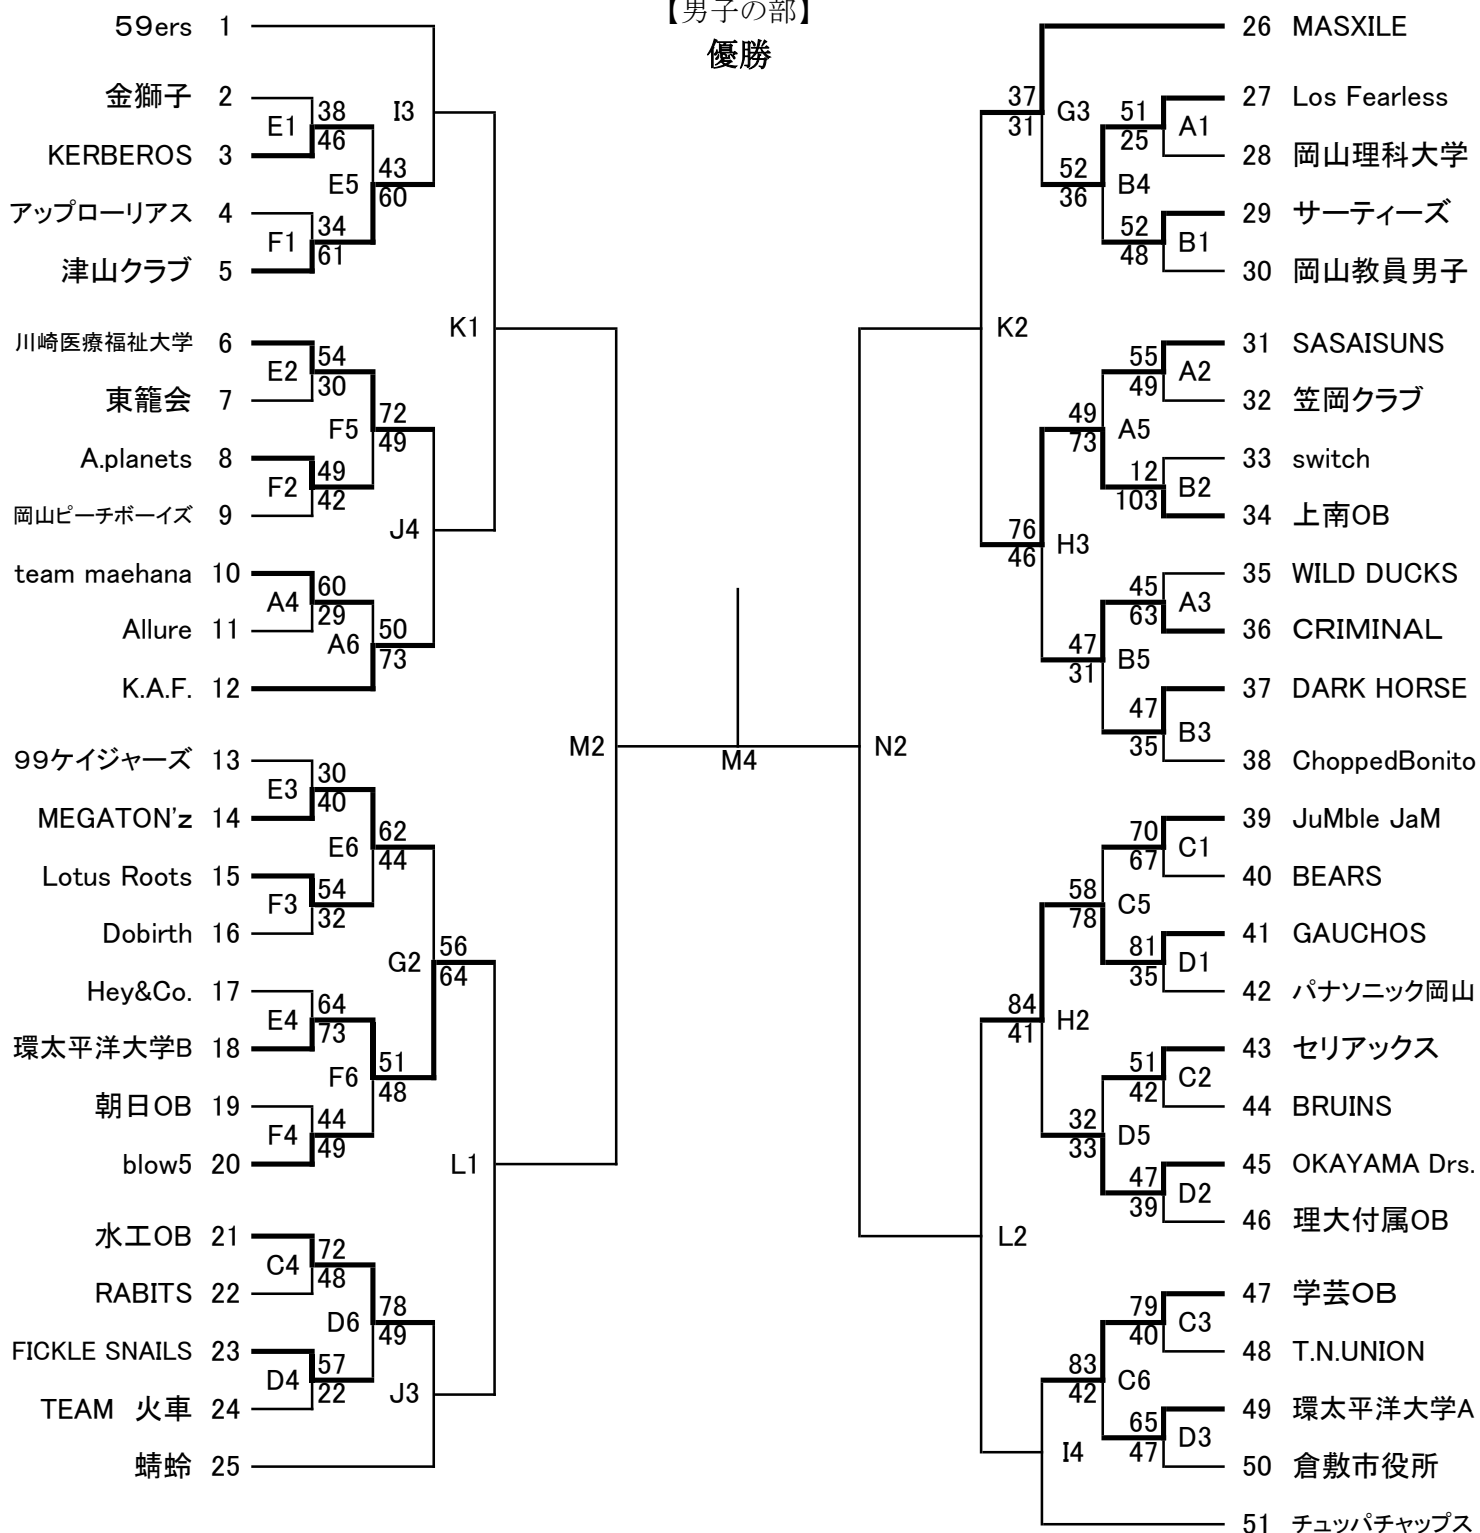 【男子の部】
優勝
59ers 1
金獅子 2
E1
38
46
I3
KERBEROS 3
E5
43
60
アップローリアス 4
F1
34
61
津山クラブ 5
K1
川崎医療福祉大学 6
E2
54
30
東籠会 7
F5
72
49
A.planets 8
F2
49
42
岡山ピーチボーイズ 9
J4
team maehana 10
A4
60
29
Allure 11
A6
50
73
K.A.F. 12
M2
M4
N2
99ケイジャーズ 13
E3
30
40
MEGATON'z 14
E6
62
44
Lotus Roots 15
F3
54
32
Dobirth 16
G2
56
64
Hey&Co. 17
E4
64
73
環太平洋大学B 18
F6
51
48
朝日OB 19
F4
44
49
blow5 20
L1
水工OB 21
C4
72
48
RABITS 22
D6
78
49
FICKLE SNAILS 23
D4
57
22
TEAM 火車 24
J3
蜻蛉 25
26 MASXILE
37
31
G3
27 Los Fearless
51
25
A1
28 岡山理科大学
52
36
B4
29 サーティーズ
52
48
B1
30 岡山教員男子
K2
31 SASAISUNS
55
49
A2
32 笠岡クラブ
49
73
A5
33 switch
12
103
B2
34 上南OB
76
46
H3
35 WILD DUCKS
45
63
A3
36 CRIMINAL
47
31
B5
37 DARK HORSE
47
35
B3
38 ChoppedBonito
39 JuMble JaM
70
67
C1
40 BEARS
58
78
C5
41 GAUCHOS
81
35
D1
42 パナソニック岡山
84
41
H2
43 セリアックス
51
42
C2
44 BRUINS
32
33
D5
45 OKAYAMA Drs.
47
39
D2
46 理大付属OB
L2
47 学芸OB
79
40
C3
48 T.N.UNION
83
42
C6
49 環太平洋大学A
65
47
D3
50 倉敷市役所
I4
51 チュッパチャップス